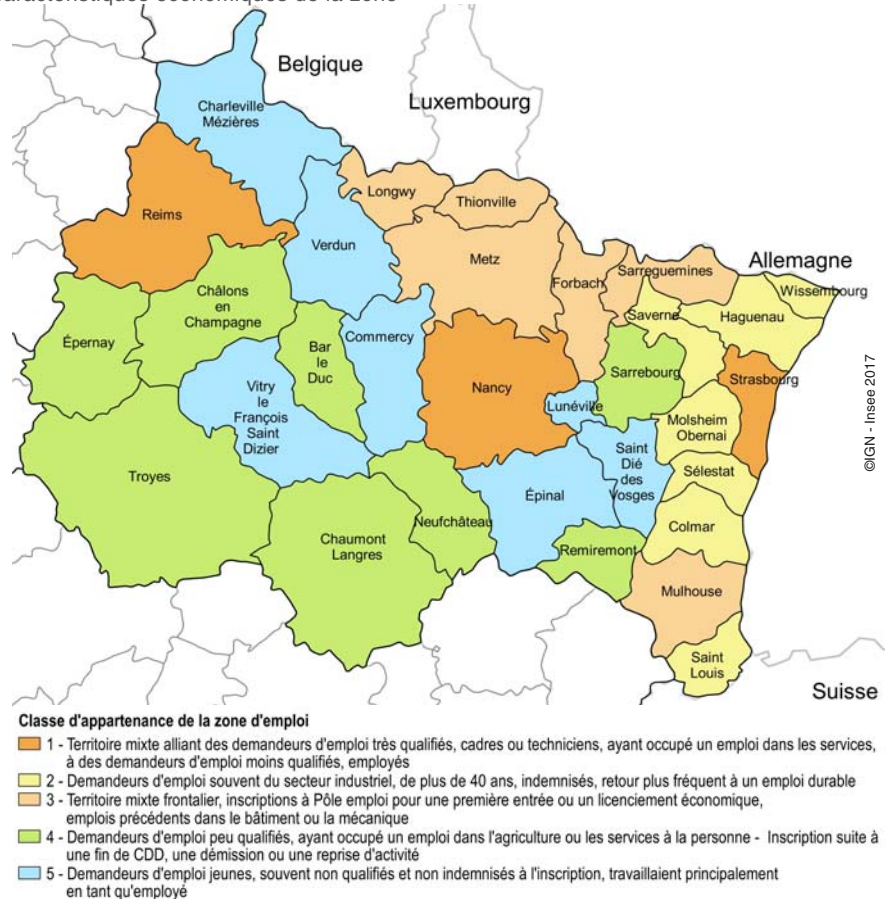 caractéristiques économiques de la zone
Belgique
Charleville
Mézières
Luxembourg
Longwy
Thionville
Reims
Verdun
Metz
Allemagne
Forbach
Sarreguemines
Wissembourg
Châlons
en
Champagne
Saverne
Haguenau
Épernay
Bar
le
Duc
Commercy
Sarrebourg
Strasbourg
Nancy
Lunéville
Vitry
le
François
Saint
Dizier
Molsheim
Obernai
©IGN - Insee 2017
Saint
Dié
des
Vosges
Sélestat
Troyes
Épinal
Neufchâteau
Colmar
Chaumont
Langres
Remiremont
Mulhouse
Saint
Louis
Suisse
Classe d'appartenance de la zone d'emploi
1 - Territoire mixte alliant des demandeurs d'emploi très qualifiés, cadres ou techniciens, ayant occupé un emploi dans les services,
à des demandeurs d'emploi moins qualifiés, employés
2 - Demandeurs d'emploi souvent du secteur industriel, de plus de 40 ans, indemnisés, retour plus fréquent à un emploi durable
3 - Territoire mixte frontalier, inscriptions à Pôle emploi pour une première entrée ou un licenciement économique,
emplois précédents dans le bâtiment ou la mécanique
4 - Demandeurs d'emploi peu qualifiés, ayant occupé un emploi dans l'agriculture ou les services à la personne - Inscription suite à
une fin de CDD, une démission ou une reprise d'activité
5 - Demandeurs d'emploi jeunes, souvent non qualifiés et non indemnisés à l'inscription, travaillaient principalement
en tant qu'employé